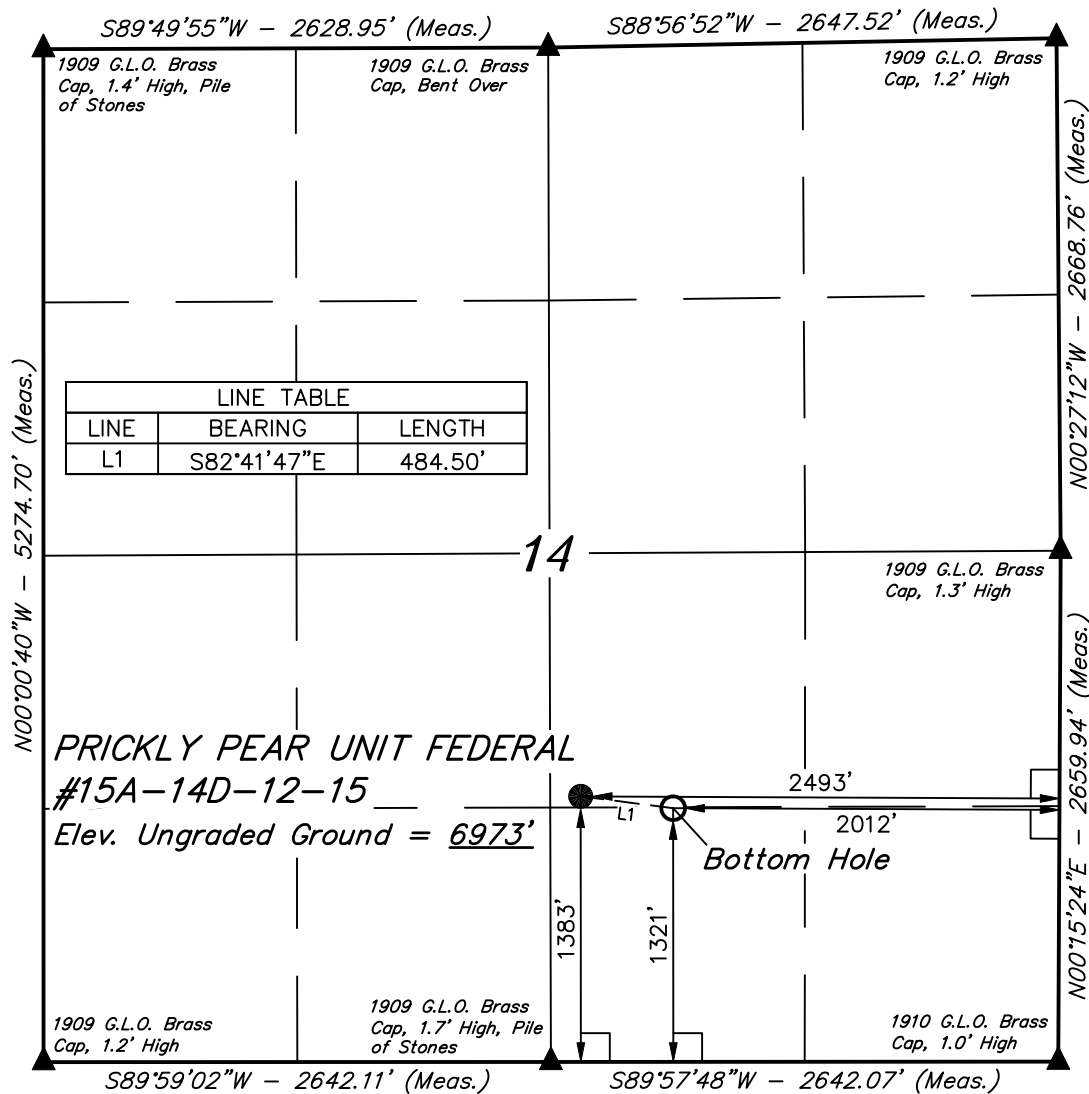 S89°49'55"W - 2628.95' (Meas.)
S88°56'52"W - 2647.52' (Meas.)
1909 G.L.O. Brass
Cap, 1.4' High, Pile
of Stones
1909 G.L.O. Brass
Cap, Bent Over
1909 G.L.O. Brass
Cap, 1.2' High
N00°27'12"W - 2668.76' (Meas.)
N00°00'40"W - 5274.70' (Meas.)
LINE TABLE
LINE BEARING LENGTH
L1 S82°41'47"E 484.50'
14
1909 G.L.O. Brass
Cap, 1.3' High
N00°15'24"E - 2659.94' (Meas.)
PRICKLY PEAR UNIT FEDERAL
#15A-14D-12-15
Elev. Ungraded Ground = 6973'
2493'
L1
2012'
Bottom Hole
1383'
1321'
1909 G.L.O. Brass
Cap, 1.2' High
1909 G.L.O. Brass
Cap, 1.7' High, Pile
of Stones
1910 G.L.O. Brass
Cap, 1.0' High
S89°59'02"W - 2642.11' (Meas.)
S89°57'48"W - 2642.07' (Meas.)